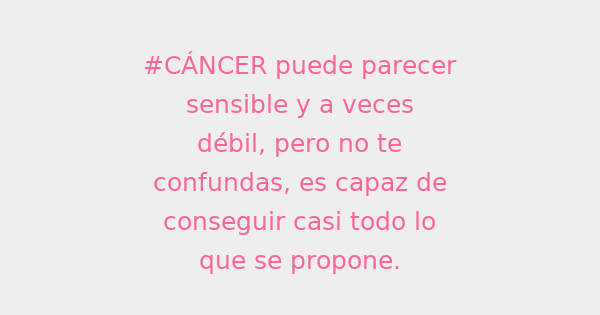 #CÁNCER puede parecer
sensible y a veces
débil, pero no te
confundas, es capaz de
conseguir casi todo lo
que se propone.